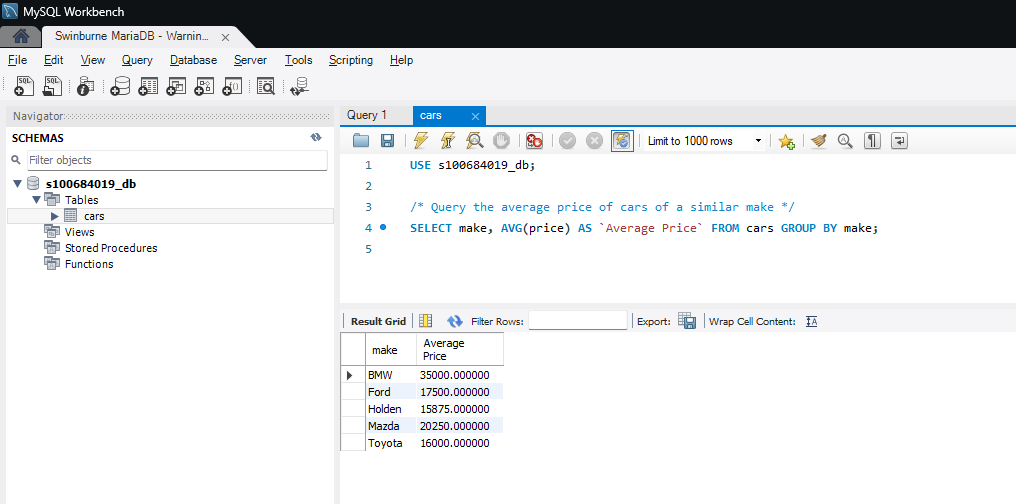 MySQL Workbench
Swinburne MariaDB - Warnin...
File Edit View Query Database Server Tools Scripting Help
SQL SQL
Navigator
SCHEMAS
Filter objects
s100684019_db
Tables
cars
Views
Stored Procedures
Functions
Query 1 cars
Limit to 1000 rows
1 USE s100684019_db;
2
3 /* Query the average price of cars of a similar make */
4 SELECT make, AVG(price) AS `Average Price` FROM cars GROUP BY make;
5
Result Grid Filter Rows: Export: Wrap Cell Content:
make Average Price
BMW 35000.000000
Ford 17500.000000
Holden 15875.000000
Mazda 20250.000000
Toyota 16000.000000